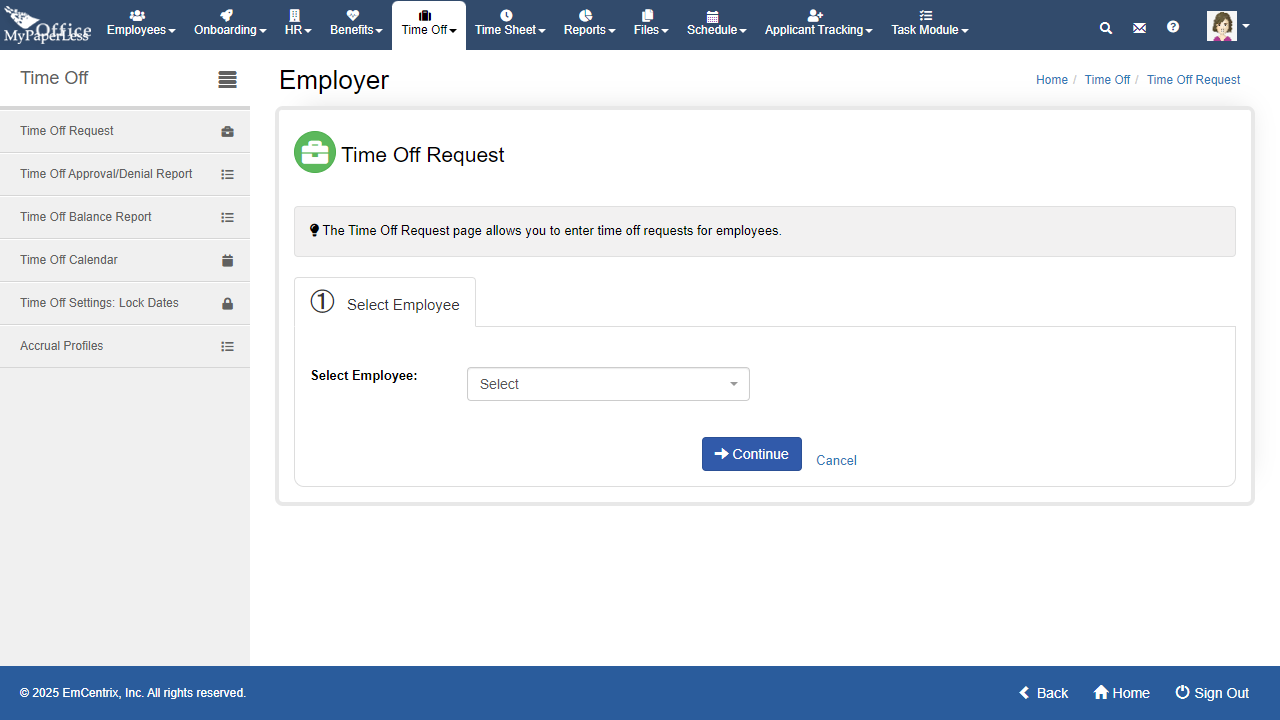 MyPaperLess Office
Employees
Onboarding
HR
Benefits
Time Off
Time Sheet
Reports
Files
Schedule
Applicant Tracking
Task Module
Time Off
Time Off Request
Time Off Approval/Denial Report
Time Off Balance Report
Time Off Calendar
Time Off Settings: Lock Dates
Accrual Profiles
Employer
Home / Time Off / Time Off Request
Time Off Request
The Time Off Request page allows you to enter time off requests for employees.
1 Select Employee
Select Employee:
Select
Continue
Cancel
© 2025 EmCentrix, Inc. All rights reserved.
Back
Home
Sign Out